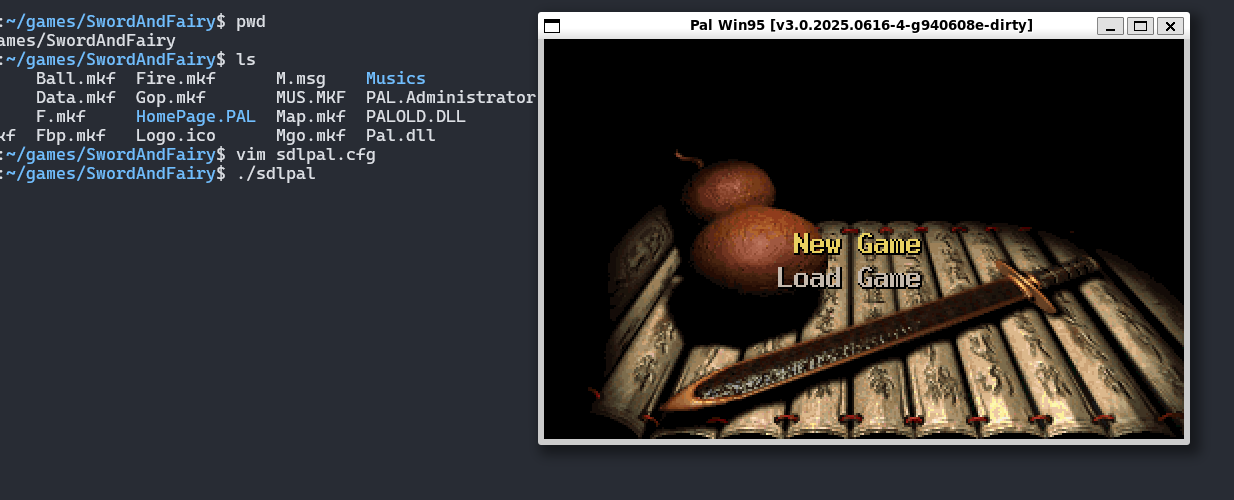 :~/games/SwordAndFairy$ pwd
ames/SwordAndFairy
:~/games/SwordAndFairy$ ls
Ball.mkf Fire.mkf M.msg Musics
Data.mkf Gop.mkf MUS.MKF PAL.Administrator
F.mkf HomePage.PAL Map.mkf PALOLD.DLL
kf Fbp.mkf Logo.ico Mgo.mkf Pal.dll
:~/games/SwordAndFairy$ vim sdlpal.cfg
:~/games/SwordAndFairy$ ./sdlpal
Pal Win95 [v3.0.2025.0616-4-g940608e-dirty]
New Game
Load Game